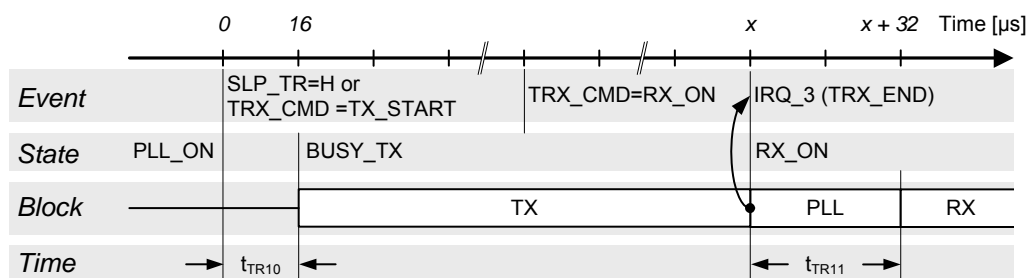 0 16 x x + 32 Time [µs]
Event SLP_TR=H or
TRX_CMD =TX_START TRX_CMD=RX_ON IRQ_3 (TRX_END)
State PLL_ON BUSY_TX RX_ON
Block TX PLL RX
Time tTR10 tTR11